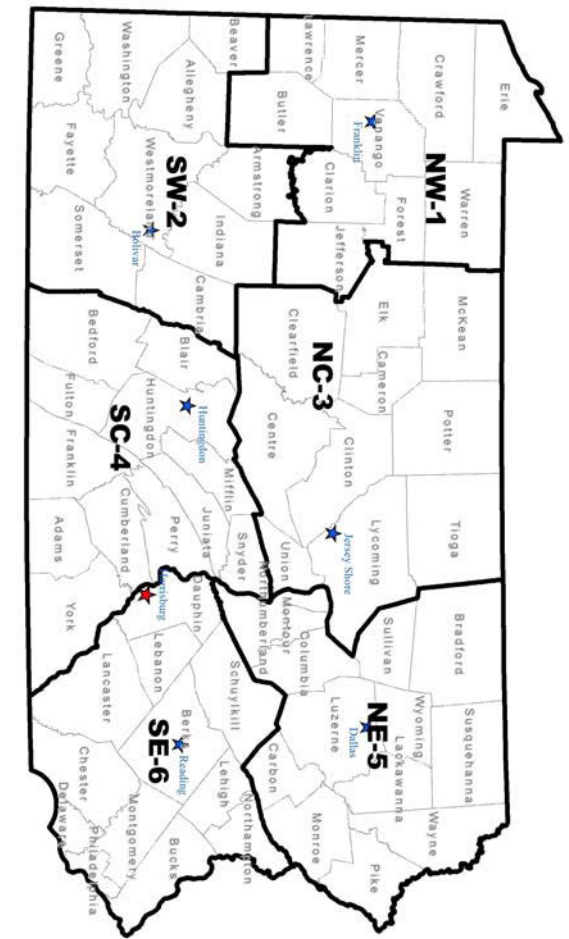 Erie
Crawford
Warren
Mercer
Venango
Franklin
Forest
Lawrence
Butler
Clarion
Jefferson
NW-1
McKean
Potter
Tioga
Elk
Cameron
Clinton
Lycoming
Jersey Shore
Clearfield
Centre
Union
NC-3
Bradford
Susquehanna
Sullivan
Wyoming
Lackawanna
Wayne
Dallas
Luzerne
Columbia
Montour
Northumberland
Carbon
Monroe
Pike
NE-5
Beaver
Allegheny
Armstrong
Indiana
Washington
Westmoreland
Bolivar
Cambria
Greene
Fayette
Somerset
SW-2
Blair
Huntingdon
Huntingdon
Mifflin
Juniata
Snyder
Perry
Bedford
Fulton
Franklin
Cumberland
Adams
SC-4
Harrisburg
Dauphin
Schuylkill
Lebanon
Berks
Reading
Lehigh
Northampton
York
Lancaster
Chester
Montgomery
Bucks
Delaware
Philadelphia
SE-6